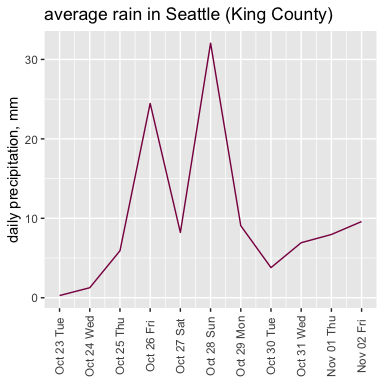 average rain in Seattle (King County)
daily precipitation, mm
30
20
10
0
Oct 23 Tue
Oct 24 Wed
Oct 25 Thu
Oct 26 Fri
Oct 27 Sat
Oct 28 Sun
Oct 29 Mon
Oct 30 Tue
Oct 31 Wed
Nov 01 Thu
Nov 02 Fri